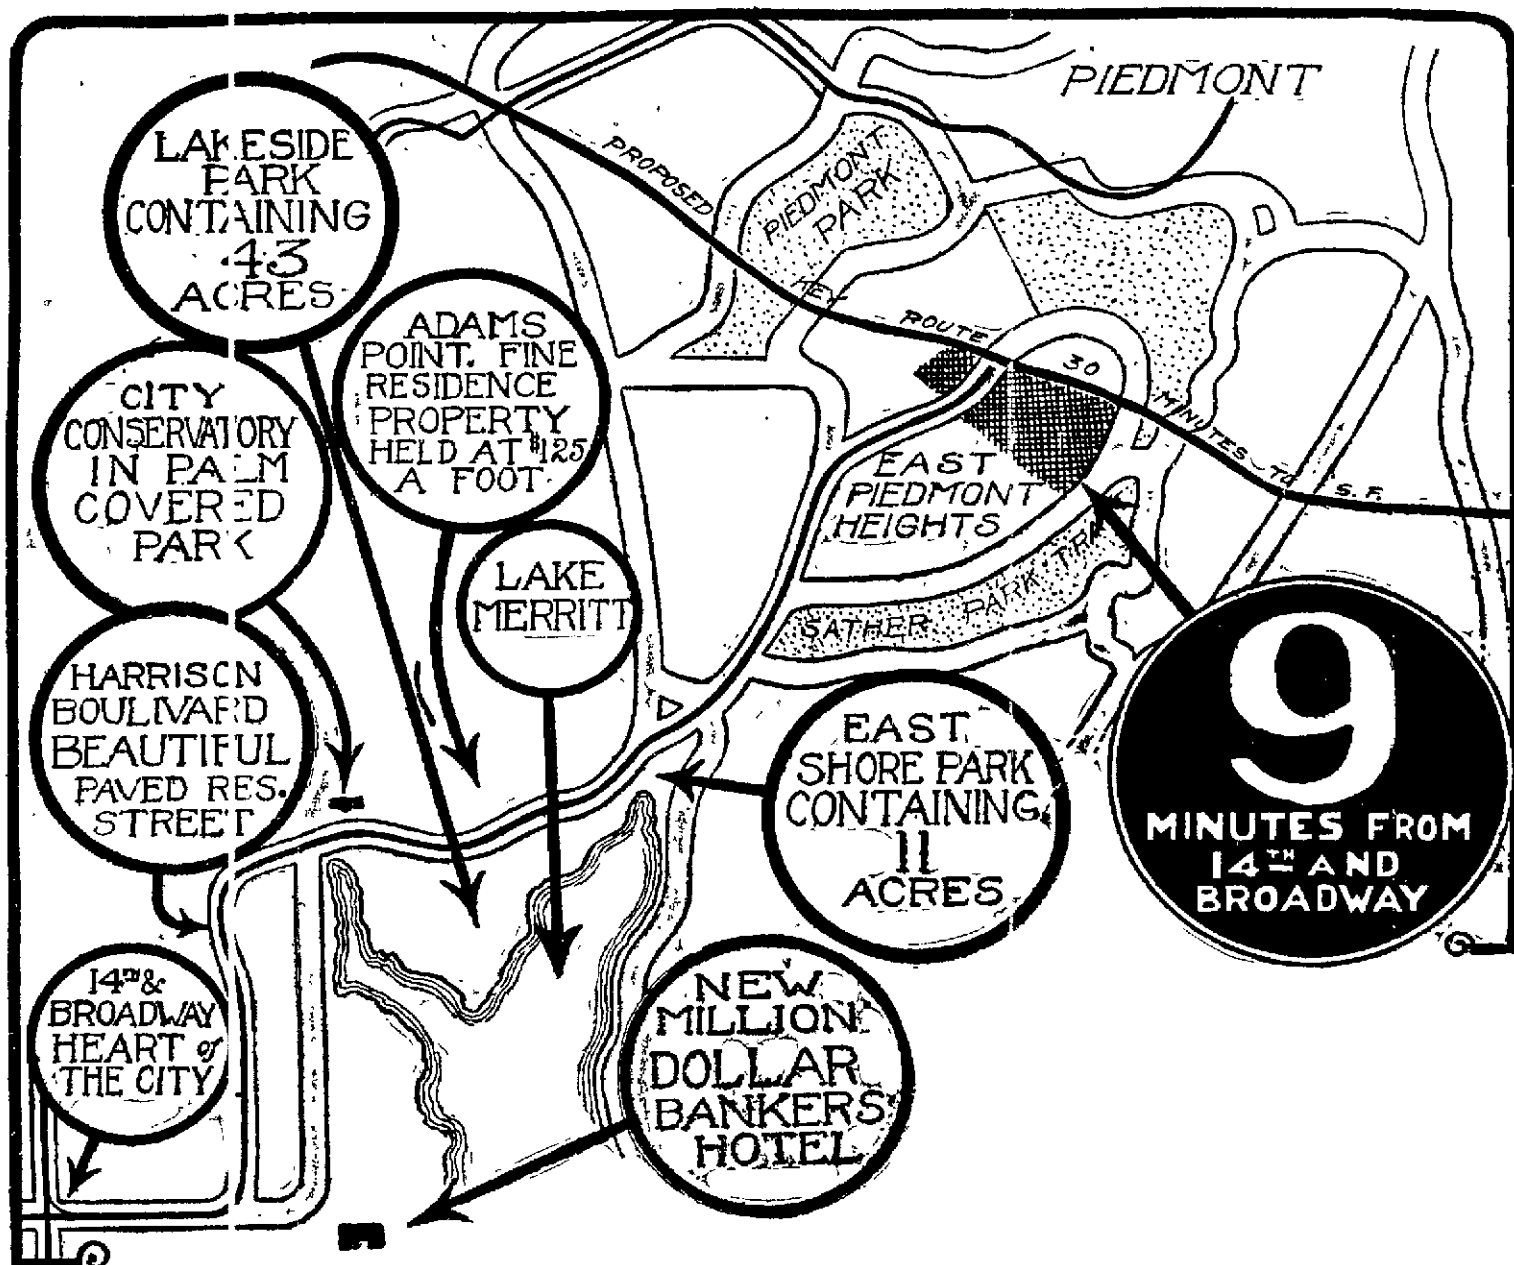 PIEDMONT
LAKESIDE
PARK
CONTAINING
43
ACRES
PROPOSED
KEY
ROUTE
30
MINUTES TO
S.F.
PIEDMONT
PARK
ADAMS
POINT. FINE
RESIDENCE
PROPERTY
HELD AT $125
A FOOT.
CITY
CONSERVATORY
IN PALM
COVERED
PARK
EAST
PIEDMONT
HEIGHTS
SATHER PARK TRACT
LAKE
MERRITT
HARRISON
BOULIVARD
BEAUTIFUL
PAVED RES.
STREET
EAST
SHORE PARK
CONTAINING
11
ACRES
9
MINUTES FROM
14TH AND
BROADWAY
14TH &
BROADWAY
HEART of
THE CITY
NEW
MILLION
DOLLAR
BANKERS
HOTEL